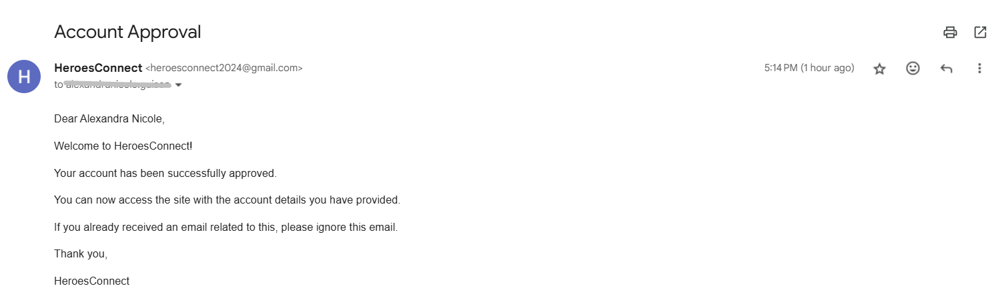 Account Approval
HeroesConnect <heroesconnect2024@gmail.com>
5:14 PM (1 hour ago)
to
H
Dear Alexandra Nicole,
Welcome to HeroesConnect!
Your account has been successfully approved.
You can now access the site with the account details you have provided.
If you already received an email related to this, please ignore this email.
Thank you,
HeroesConnect